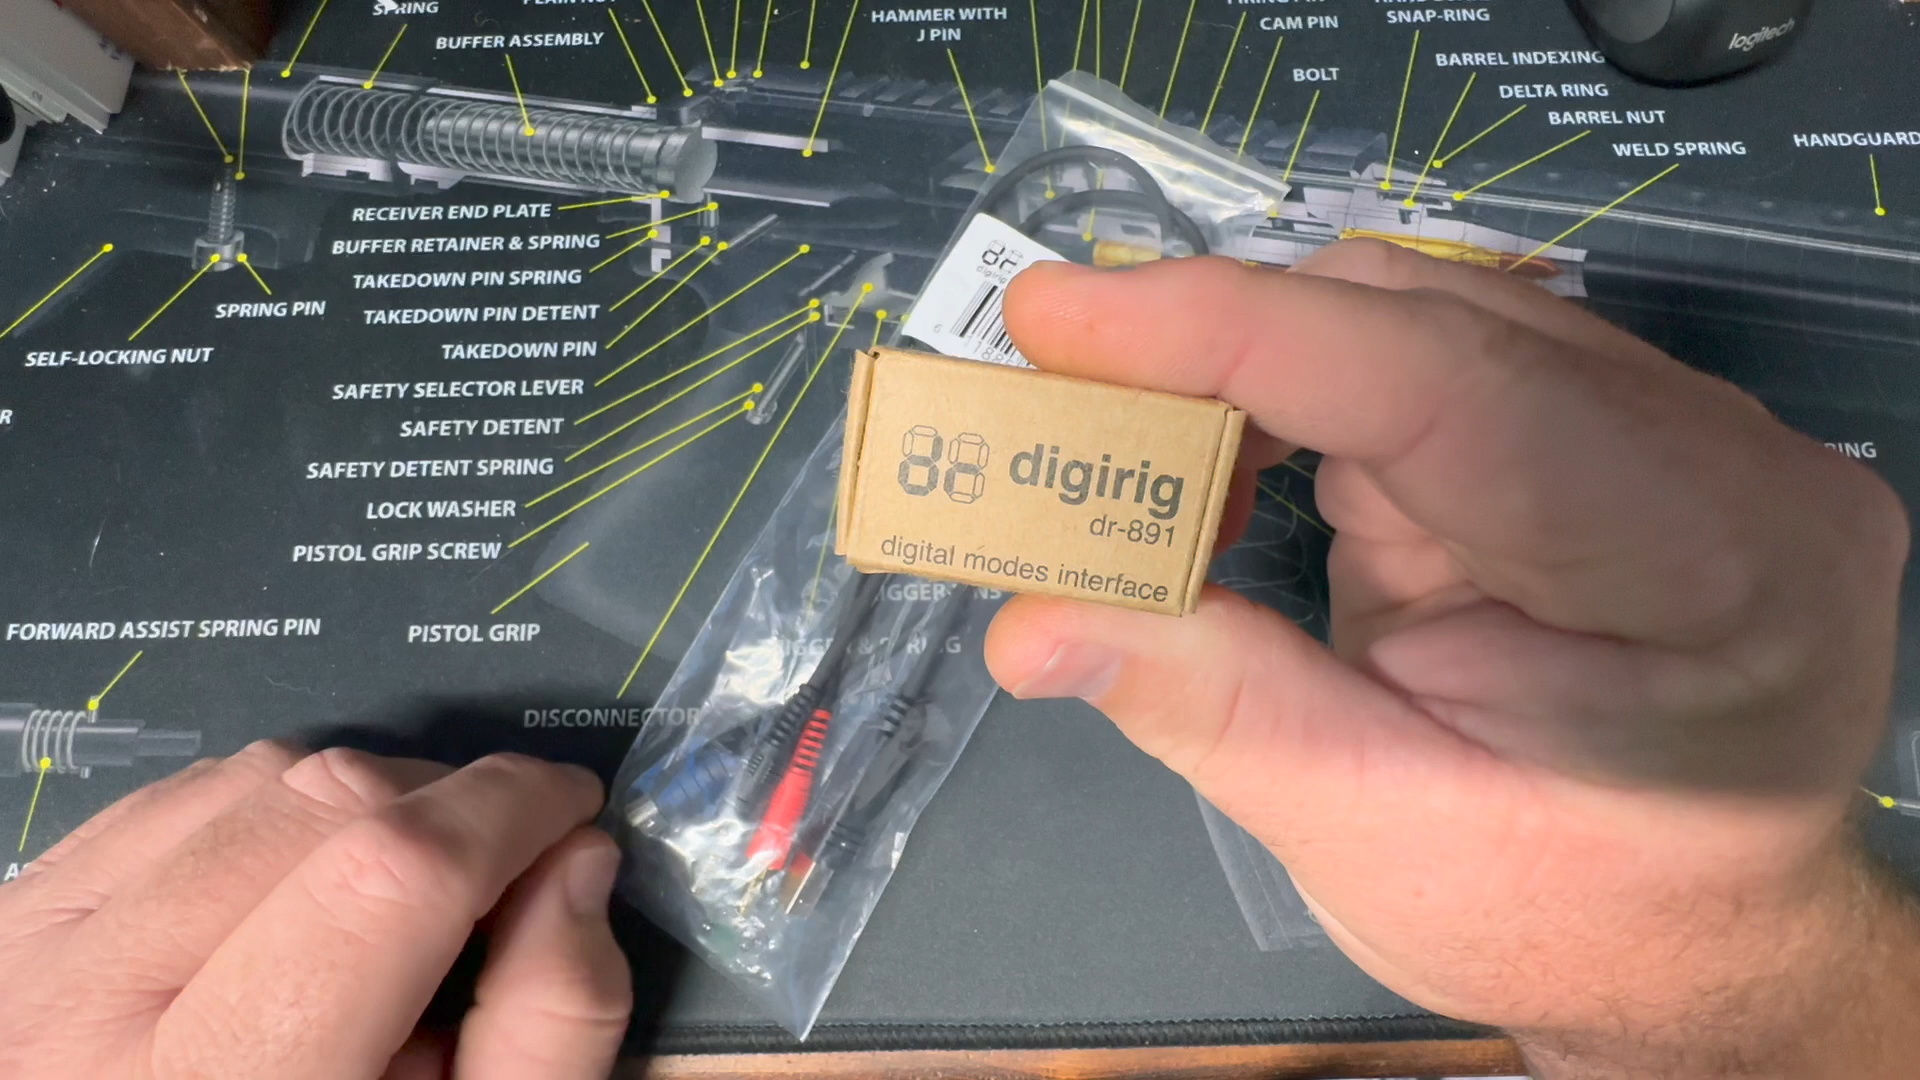 SPRING
BUFFER ASSEMBLY
HAMMER WITH
J PIN
CAM PIN
SNAP-RING
BOLT
BARREL INDEXING
DELTA RING
BARREL NUT
WELD SPRING
HANDGUARD
logitech
RECEIVER END PLATE
BUFFER RETAINER & SPRING
TAKEDOWN PIN SPRING
TAKEDOWN PIN DETENT
TAKEDOWN PIN
SAFETY SELECTOR LEVER
SAFETY DETENT
SAFETY DETENT SPRING
LOCK WASHER
PISTOL GRIP SCREW
SPRING PIN
SELF-LOCKING NUT
FORWARD ASSIST SPRING PIN
PISTOL GRIP
DISCONNECTOR
digirig
digirig
dr-891
digital modes interface